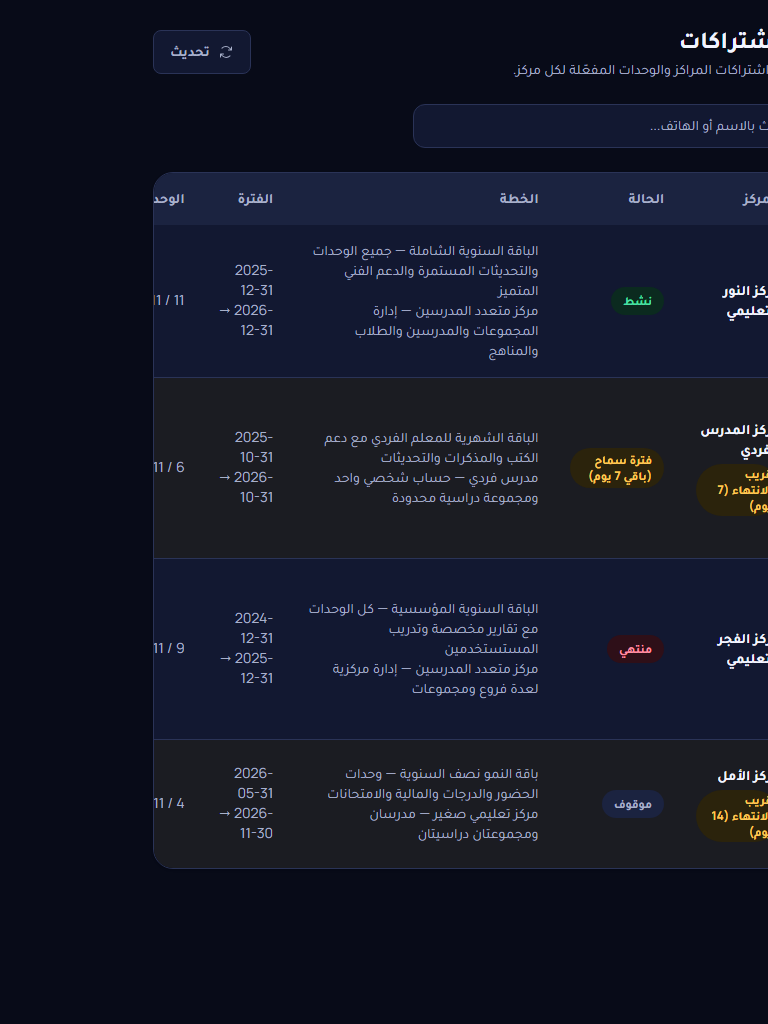 شتراكات
اشتراكات المراكز والوحدات المفعّلة لكل مركز.
تحديث
ث بالاسم أو الهاتف...
مركز
الحالة
الخطة
الفترة
الوحد
ركز النور
تعليمي
نشط
الباقة السنوية الشاملة — جميع الوحدات
والتحديثات المستمرة والدعم الفني
المتميز
مركز متعدد المدرسين — إدارة
المجموعات والمدرسين والطلاب
والمناهج
2025-
12-31
→ 2026-
12-31
11 / 11
ركز المدرس
فردي
قريب
الانتهاء (7
يوم)
فترة سماح
(باقي 7 يوم)
الباقة الشهرية للمعلم الفردي مع دعم
الكتب والمذكرات والتحديثات
مدرس فردي — حساب شخصي واحد
ومجموعة دراسية محدودة
2025-
10-31
→ 2026-
10-31
11 / 6
ركز الفجر
تعليمي
منتهي
الباقة السنوية المؤسسية — كل الوحدات
مع تقارير مخصصة وتدريب
المستستخدمين
مركز متعدد المدرسين — إدارة مركزية
لعدة فروع ومجموعات
2024-
12-31
→ 2025-
12-31
11 / 9
ركز الأمل
قريب
الانتهاء (14
يوم)
موقوف
باقة النمو نصف السنوية — وحدات
الحضور والدرجات والمالية والامتحانات
مركز تعليمي صغير — مدرسان
ومجموعتان دراسيتان
2026-
05-31
→ 2026-
11-30
11 / 4